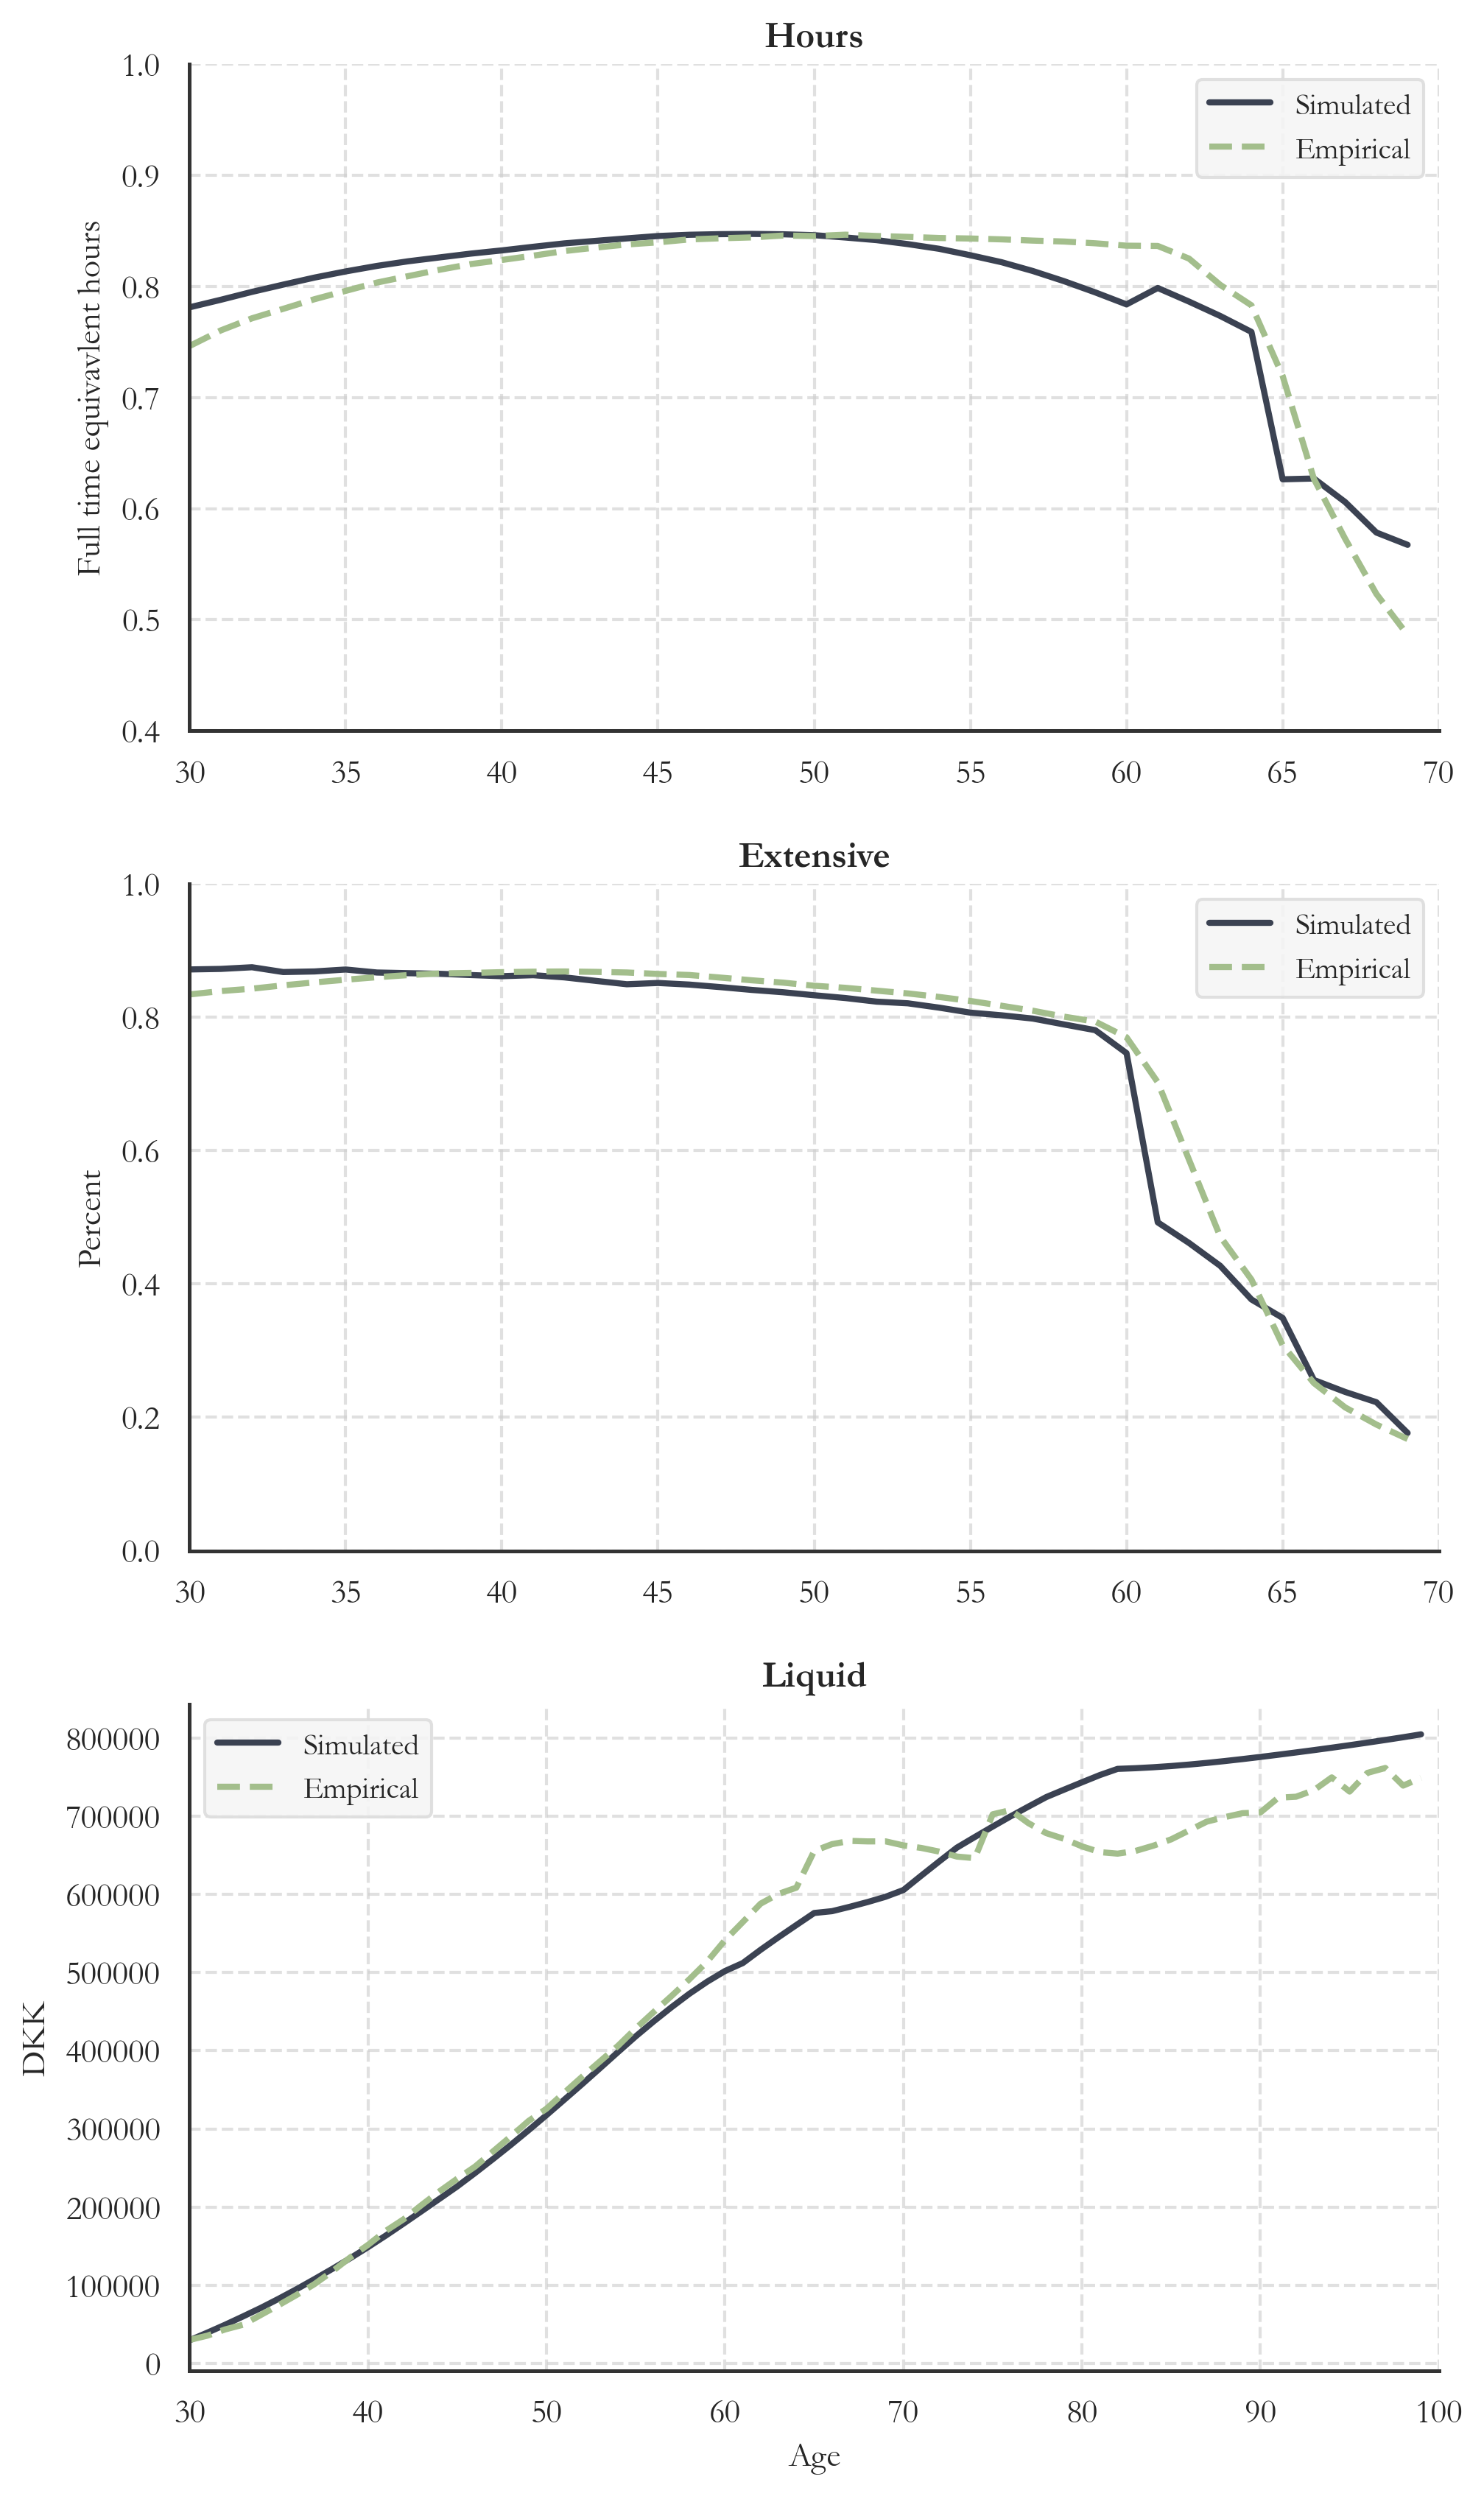 Hours
1.0
Simulated
Empirical
0.9
0.8
0.7
0.6
0.5
0.4
Full time equivavlent hours
30 35 40 45 50 55 60 65 70
Extensive
1.0
Simulated
Empirical
0.8
0.6
0.4
0.2
0.0
Percent
30 35 40 45 50 55 60 65 70
Liquid
Simulated
Empirical
800000
700000
600000
500000
400000
300000
200000
100000
0
DKK
30 40 50 60 70 80 90 100
Age